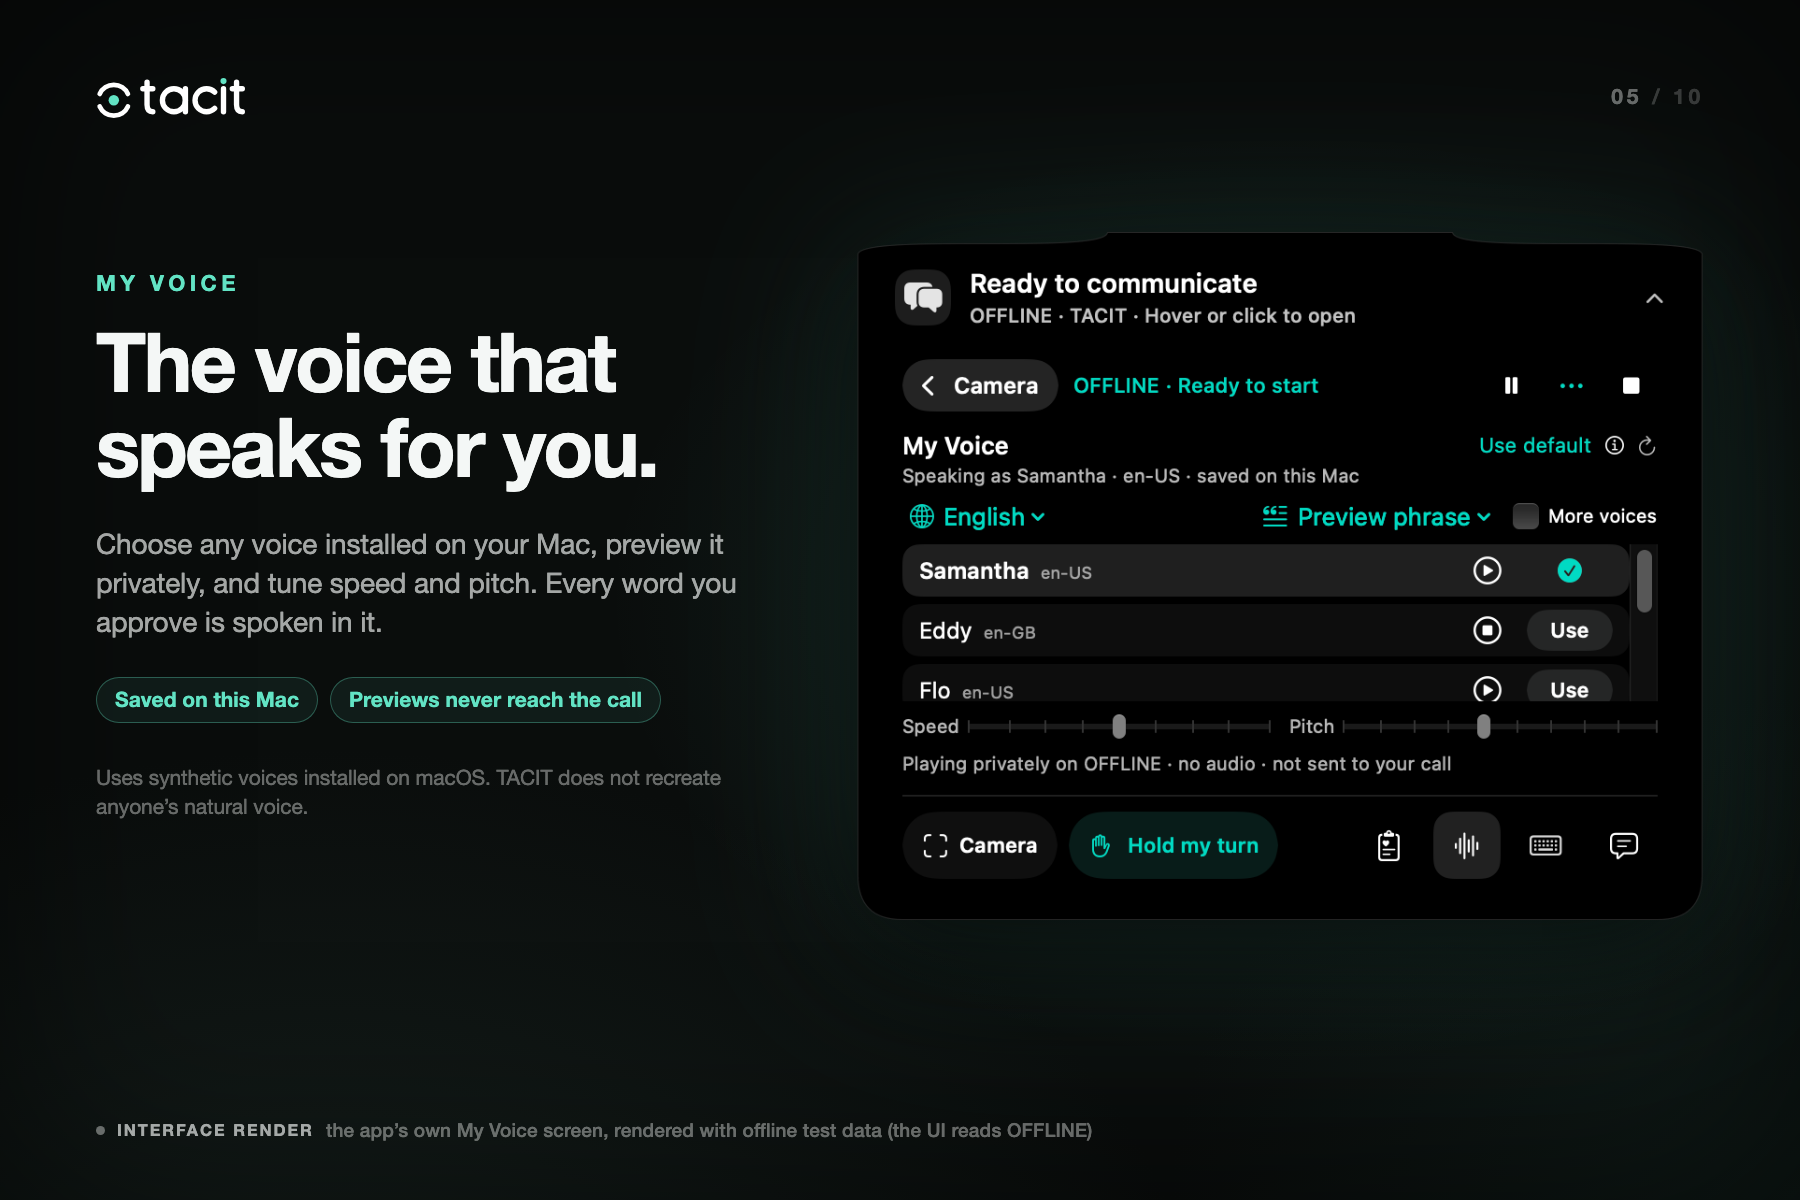 tacit
05 / 10
MY VOICE
The voice that
speaks for you.
Choose any voice installed on your Mac, preview it
privately, and tune speed and pitch. Every word you
approve is spoken in it.
Saved on this Mac
Previews never reach the call
Uses synthetic voices installed on macOS. TACIT does not recreate
anyone’s natural voice.
Ready to communicate
OFFLINE · TACIT · Hover or click to open
Camera
OFFLINE · Ready to start
My Voice
Use default
Speaking as Samantha · en-US · saved on this Mac
English
Preview phrase
More voices
Samantha en-US
Eddy en-GB
Use
Flo en-US
Use
Speed
Pitch
Playing privately on OFFLINE · no audio · not sent to your call
Camera
Hold my turn
INTERFACE RENDER the app’s own My Voice screen, rendered with offline test data (the UI reads OFFLINE)